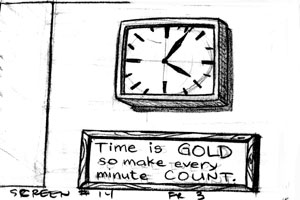 Time is GOLD
so make every
minute COUNT.
SCREEN # 14 FR 3